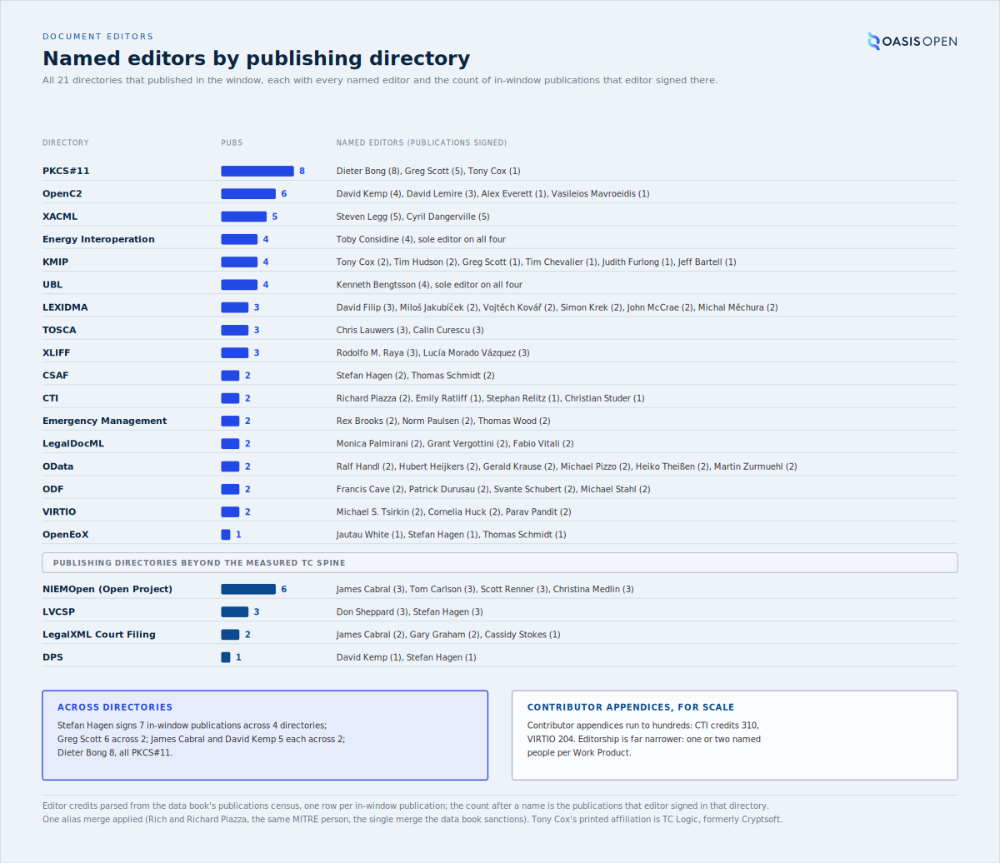 DOCUMENT EDITORS
OASIS OPEN
Named editors by publishing directory
All 21 directories that published in the window, each with every named editor and the count of in-window publications that editor signed there.
DIRECTORY PUBS NAMED EDITORS (PUBLICATIONS SIGNED)
PKCS#11 8 Dieter Bong (8), Greg Scott (5), Tony Cox (1)
OpenC2 6 David Kemp (4), David Lemire (3), Alex Everett (1), Vasileios Mavroeidis (1)
XACML 5 Steven Legg (5), Cyril Dangerville (5)
Energy Interoperation 4 Toby Considine (4), sole editor on all four
KMIP 4 Tony Cox (2), Tim Hudson (2), Greg Scott (1), Tim Chevalier (1), Judith Furlong (1), Jeff Bartell (1)
UBL 4 Kenneth Bengtsson (4), sole editor on all four
LEXIDMA 3 David Filip (3), Miloš Jakubíček (2), Vojtěch Kovář (2), Simon Krek (2), John McCrae (2), Michal Měchura (2)
TOSCA 3 Chris Lauwers (3), Calin Curescu (3)
XLIFF 3 Rodolfo M. Raya (3), Lucía Morado Vázquez (3)
CSAF 2 Stefan Hagen (2), Thomas Schmidt (2)
CTI 2 Richard Piazza (2), Emily Ratliff (1), Stephan Relitz (1), Christian Studer (1)
Emergency Management 2 Rex Brooks (2), Norm Paulsen (2), Thomas Wood (2)
LegalDocML 2 Monica Palmirani (2), Grant Vergottini (2), Fabio Vitali (2)
OData 2 Ralf Handl (2), Hubert Heijkers (2), Gerald Krause (2), Michael Pizzo (2), Heiko Theißen (2), Martin Zurmuehl (2)
ODF 2 Francis Cave (2), Patrick Durusau (2), Svante Schubert (2), Michael Stahl (2)
VIRTIO 2 Michael S. Tsirkin (2), Cornelia Huck (2), Parav Pandit (2)
OpenEoX 1 Jautau White (1), Stefan Hagen (1), Thomas Schmidt (1)
PUBLISHING DIRECTORIES BEYOND THE MEASURED TC SPINE
NIEMOpen (Open Project) 6 James Cabral (3), Tom Carlson (3), Scott Renner (3), Christina Medlin (3)
LVCSP 3 Don Sheppard (3), Stefan Hagen (3)
LegalXML Court Filing 2 James Cabral (2), Gary Graham (2), Cassidy Stokes (1)
DPS 1 David Kemp (1), Stefan Hagen (1)
ACROSS DIRECTORIES
Stefan Hagen signs 7 in-window publications across 4 directories;
Greg Scott 6 across 2; James Cabral and David Kemp 5 each across 2;
Dieter Bong 8, all PKCS#11.
CONTRIBUTOR APPENDICES, FOR SCALE
Contributor appendices run to hundreds: CTI credits 310,
VIRTIO 204. Editorship is far narrower: one or two named
people per Work Product.
Editor credits parsed from the data book's publications census, one row per in-window publication; the count after a name is the publications that editor signed in that directory.
One alias merge applied (Rich and Richard Piazza, the same MITRE person, the single merge the data book sanctions). Tony Cox's printed affiliation is TC Logic, formerly Cryptsoft.